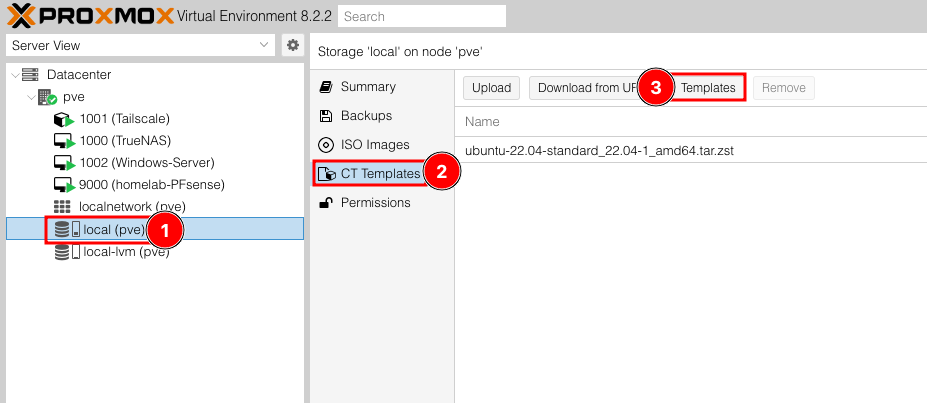 PROXMOX Virtual Environment 8.2.2 Search
Server View
Storage 'local' on node 'pve'
Datacenter
pve
1001 (Tailscale)
1000 (TrueNAS)
1002 (Windows-Server)
9000 (homelab-PFsense)
localnetwork (pve)
local (pve) 1
local-lvm (pve)
Summary
Backups
ISO Images
CT Templates 2
Permissions
Upload Download from 3 Templates Remove
Name
ubuntu-22.04-standard_22.04-1_amd64.tar.zst